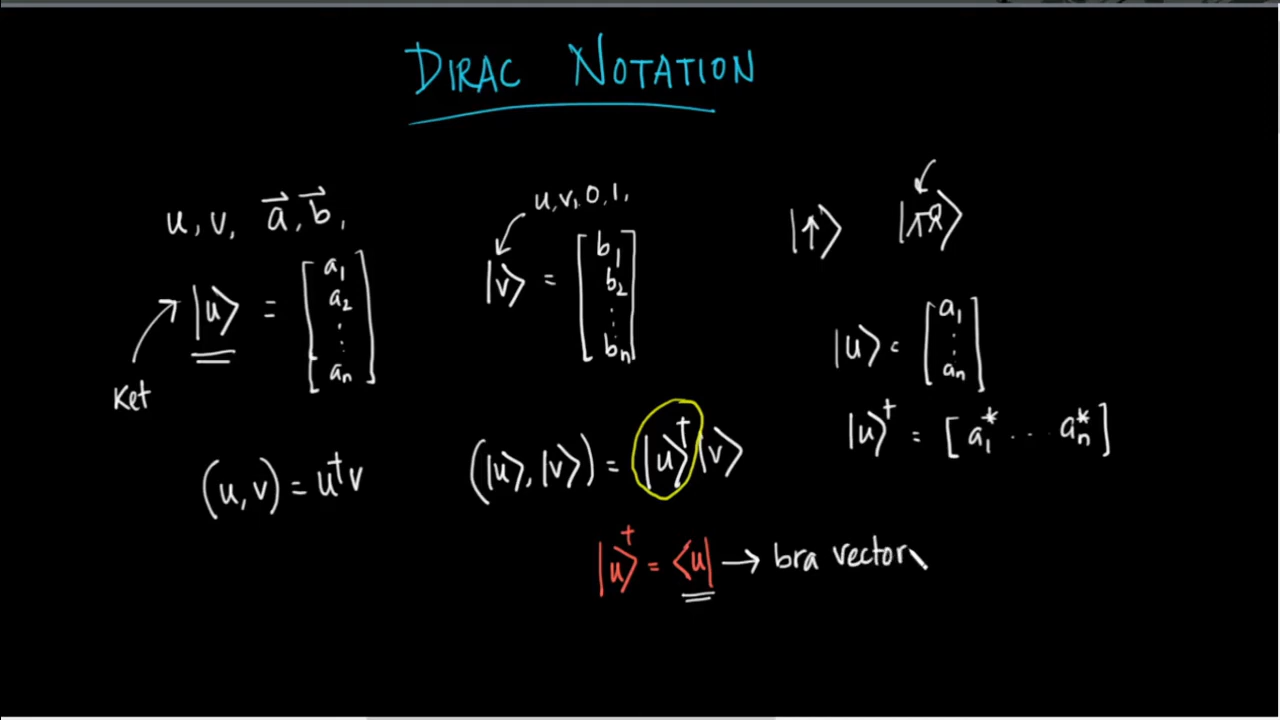 DIRAC NOTATION
u, v, a⃗, b⃗,
|u⟩ = [a₁ a₂ ⋮ aₙ]
Ket
u, v, 0, 1,
|v⟩ = [b₁ b₂ ⋮ bₙ]
|↑⟩
|u⟩ = [a₁ ⋮ aₙ]
|u⟩† = [a₁* ... aₙ*]
(u, v) = u†v
(|u⟩, |v⟩) = |u⟩†|v⟩
|u⟩† = ⟨u| → bra vector